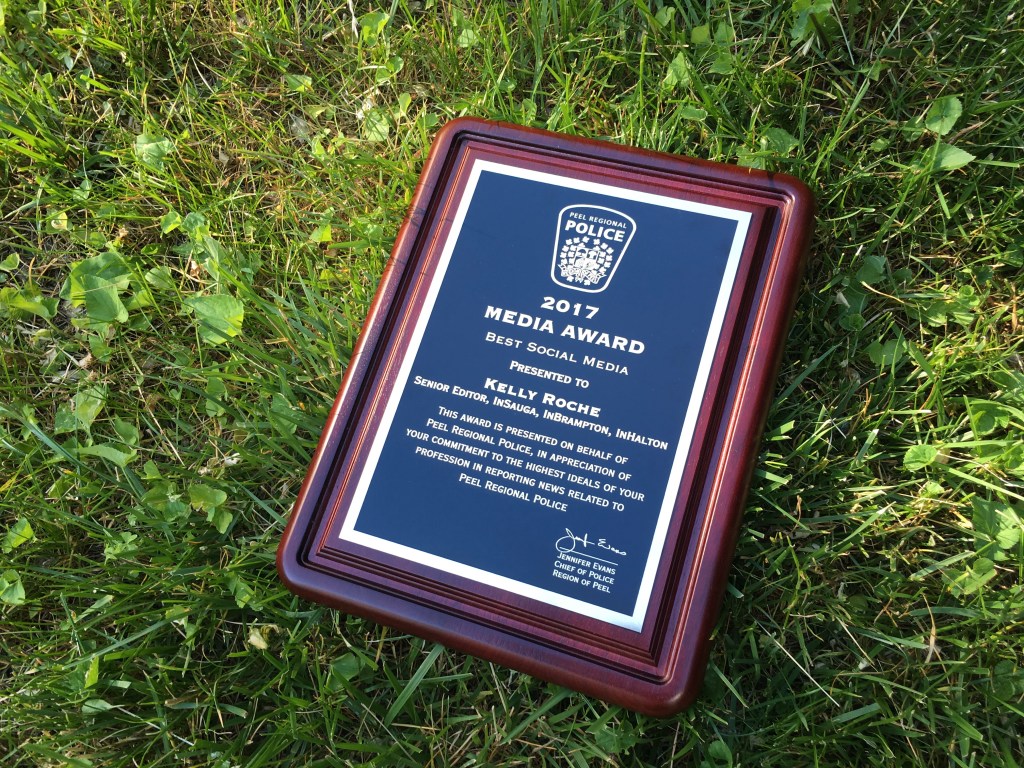 PEEL REGIONAL
POLICE
2017
MEDIA AWARD
BEST SOCIAL MEDIA
PRESENTED TO
KELLY ROCHE
SENIOR EDITOR, INSAUGA, INBRAMPTON, INHALTON
THIS AWARD IS PRESENTED ON BEHALF OF
PEEL REGIONAL POLICE, IN APPRECIATION OF
YOUR COMMITMENT TO THE HIGHEST IDEALS OF YOUR
PROFESSION IN REPORTING NEWS RELATED TO
PEEL REGIONAL POLICE
JENNIFER EVANS
CHIEF OF POLICE
REGION OF PEEL